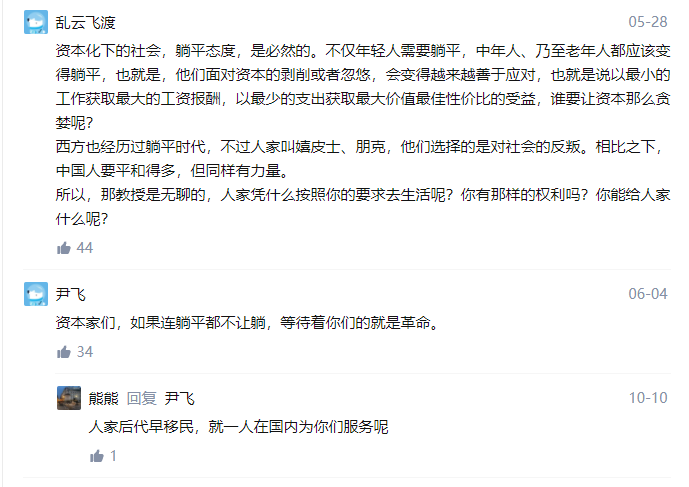 乱云飞渡 05-28
资本化下的社会，躺平态度，是必然的。不仅年轻人需要躺平，中年人、乃至老年人都应该变
得躺平，也就是，他们面对资本的剥削或者忽悠，会变得越来越善于应对，也就是说以最小的
工作获取最大的工资报酬，以最少的支出获取最大价值最佳性价比的受益，谁要让资本那么贪
婪呢？
西方也经历过躺平时代，不过人家叫嬉皮士、朋克，他们选择的是对社会的反叛。相比之下，
中国人要平和得多，但同样有力量。
所以，那教授是无聊的，人家凭什么按照你的要求去生活呢？你有那样的权利吗？你能给人家
什么呢？
44
尹飞 06-04
资本家们，如果连躺平都不让躺，等待着你们的就是革命。
34
熊熊 回复 尹飞 10-10
人家后代早移民，就一人在国内为你们服务呢
1